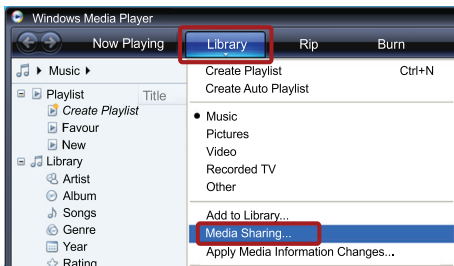 Windows Media Player
Now Playing Library Rip Burn
Music
Playlist Title
Create Playlist
Favour
New
Library
Artist
Album
Songs
Genre
Year
Rating
Create Playlist Ctrl+N
Create Auto Playlist
Music
Pictures
Video
Recorded TV
Other
Add to Library...
Media Sharing...
Apply Media Information Changes...